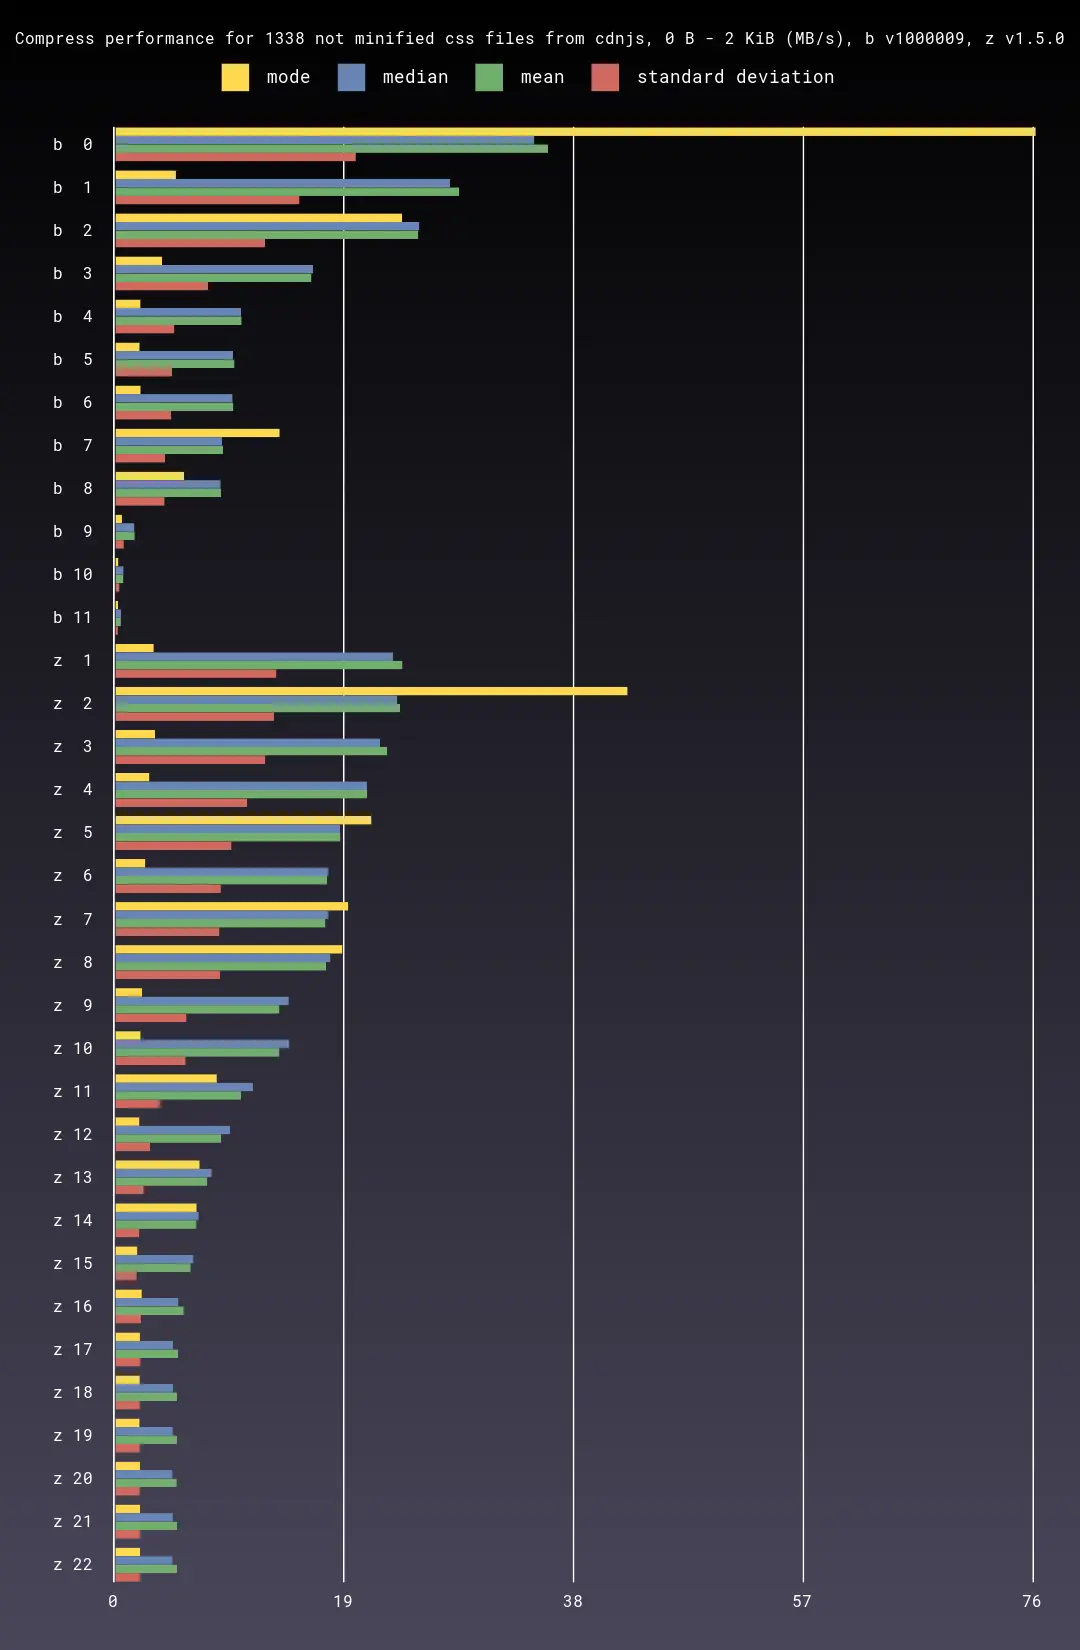 Compress performance for 1338 not minified css files from cdnjs, 0 B - 2 KiB (MB/s), b v1000009, z v1.5.0
mode median mean standard deviation
b 0
b 1
b 2
b 3
b 4
b 5
b 6
b 7
b 8
b 9
b 10
b 11
z 1
z 2
z 3
z 4
z 5
z 6
z 7
z 8
z 9
z 10
z 11
z 12
z 13
z 14
z 15
z 16
z 17
z 18
z 19
z 20
z 21
z 22
0 19 38 57 76